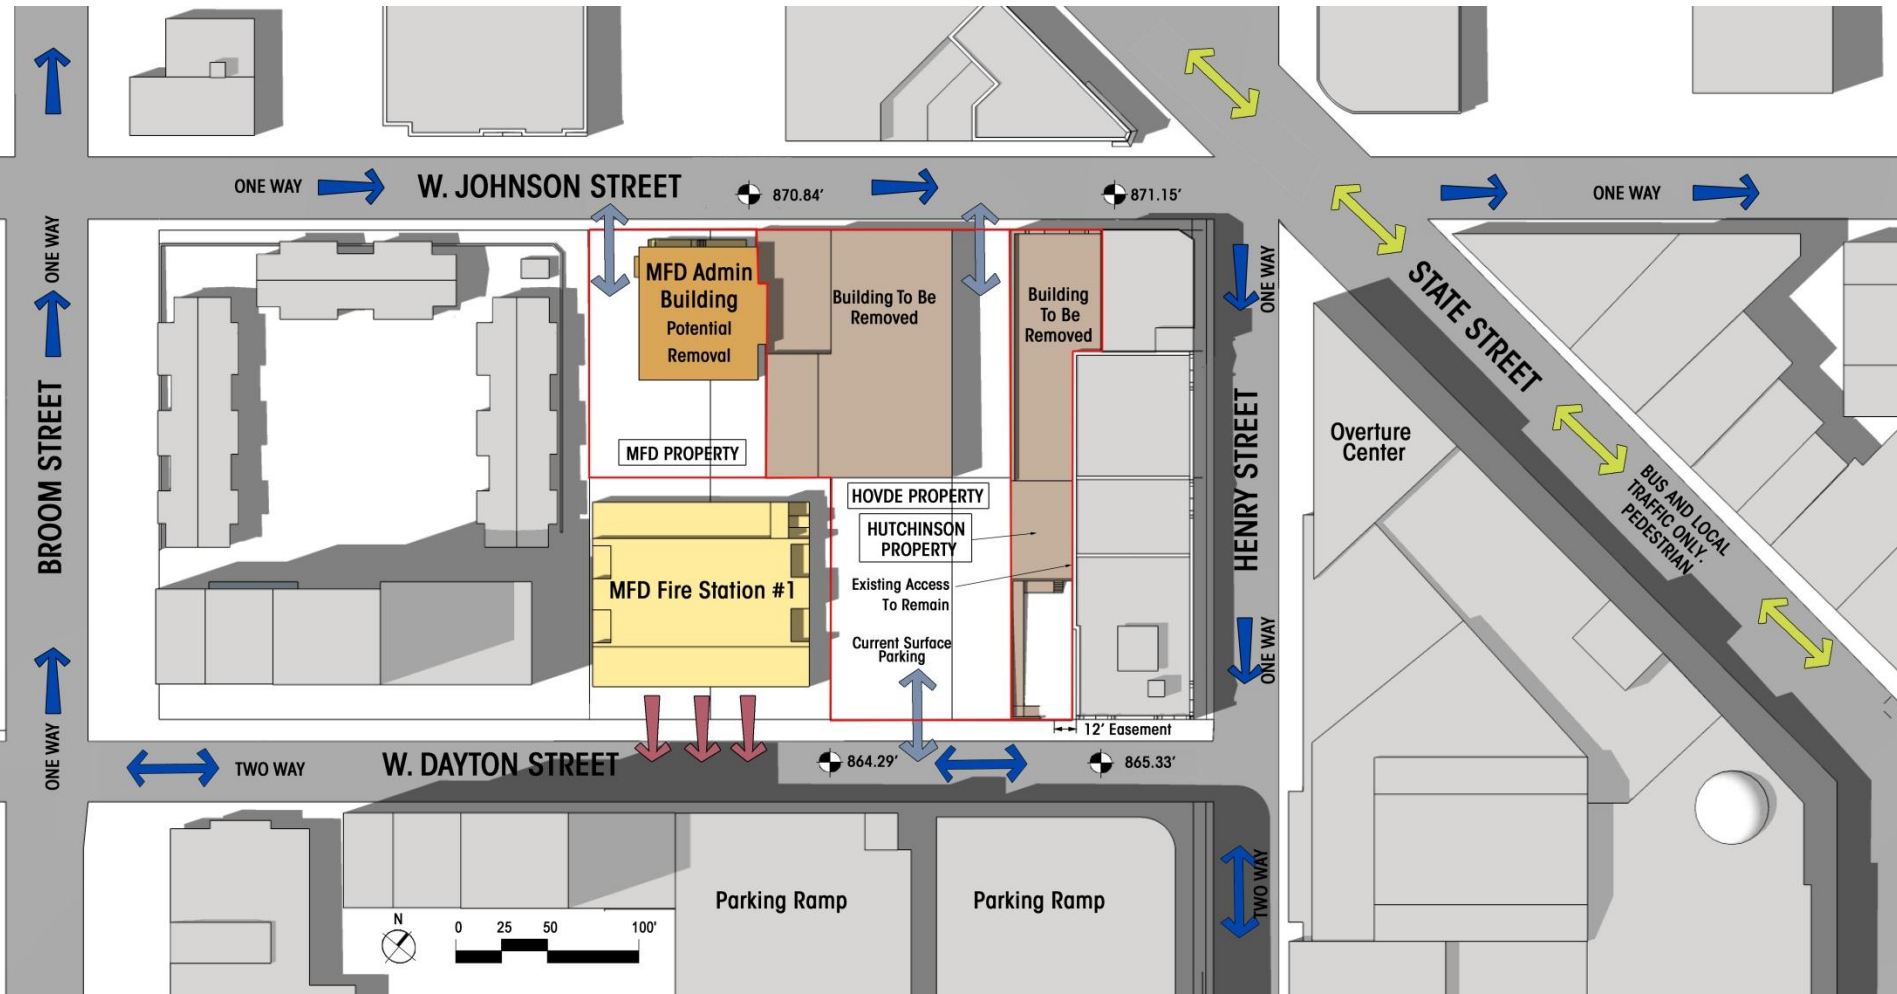 ONE WAY
W. JOHNSON STREET
870.84'
871.15'
ONE WAY
ONE WAY
BROOM STREET
ONE WAY
MFD Admin
Building
Potential
Removal
Building To Be
Removed
Building
To Be
Removed
ONE WAY
HENRY STREET
ONE WAY
TWO WAY
STATE STREET
BUS AND LOCAL
TRAFFIC ONLY.
PEDESTRIAN
Overture
Center
MFD PROPERTY
HOVDE PROPERTY
HUTCHINSON
PROPERTY
Existing Access
To Remain
Current Surface
Parking
MFD Fire Station #1
12' Easement
TWO WAY
W. DAYTON STREET
864.29'
865.33'
Parking Ramp
Parking Ramp
N
0 25 50 100'